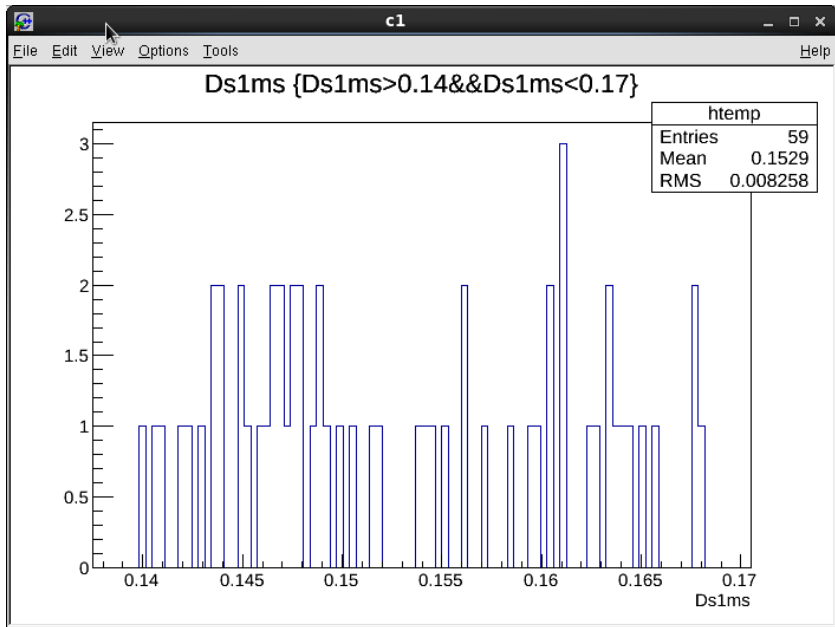 c1
File Edit View Options Tools Help
Ds1ms {Ds1ms>0.14&&Ds1ms<0.17}
htemp
Entries 59
Mean 0.1529
RMS 0.008258
3
2.5
2
1.5
1
0.5
0
0.14 0.145 0.15 0.155 0.16 0.165 0.17
Ds1ms